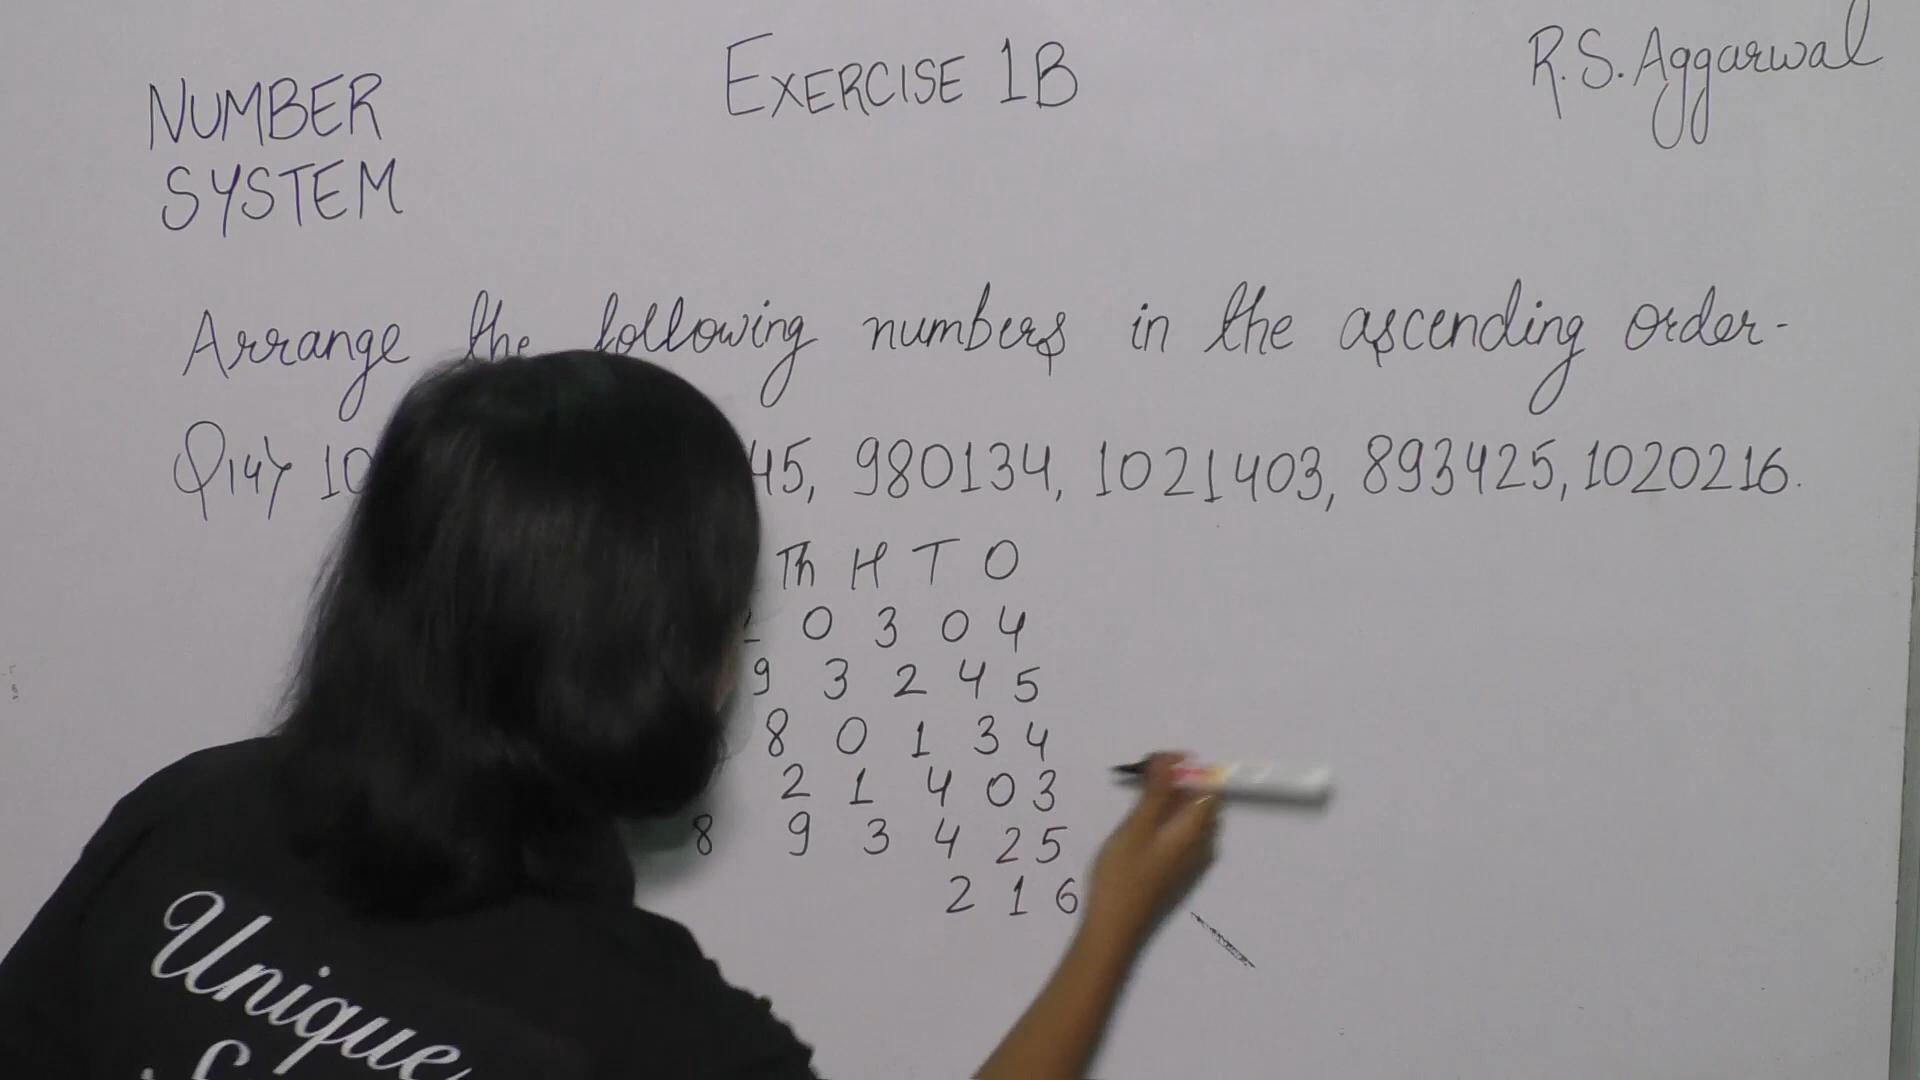 NUMBER
SYSTEM
EXERCISE 1B
R.S. Aggarwal
Arrange the following numbers in the ascending order-
Q14) 10 45, 980134, 1021403, 893425, 1020216.
Th H T O
0 3 0 4
9 3 2 4 5
8 0 1 3 4
2 1 4 0 3
8 9 3 4 2 5
2 1 6
Unique